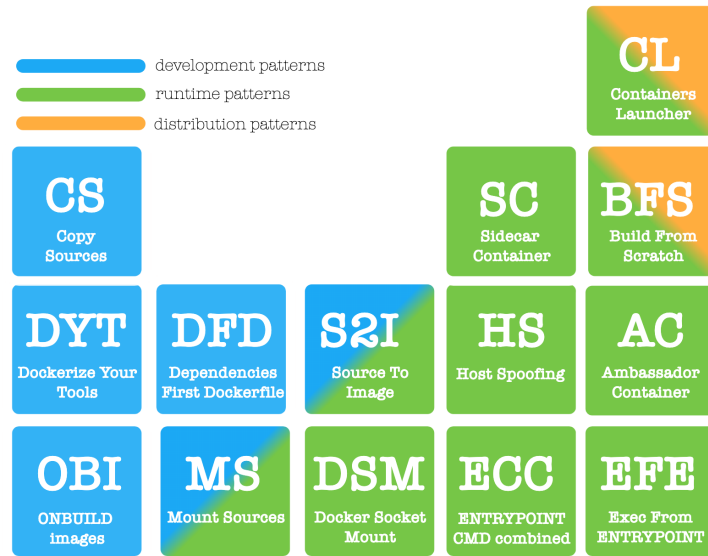 development patterns
runtime patterns
distribution patterns
CL
Containers
Launcher
CS
Copy
Sources
SC
Sidecar
Container
BFS
Build From
Scratch
DYT
Dockerize Your
Tools
DFD
Dependencies
First Dockerfile
S2I
Source To
Image
HS
Host Spoofing
AC
Ambassador
Container
OBI
ONBUILD
images
MS
Mount Sources
DSM
Docker Socket
Mount
ECC
ENTRYPOINT
CMD combined
EFE
Exec From
ENTRYPOINT